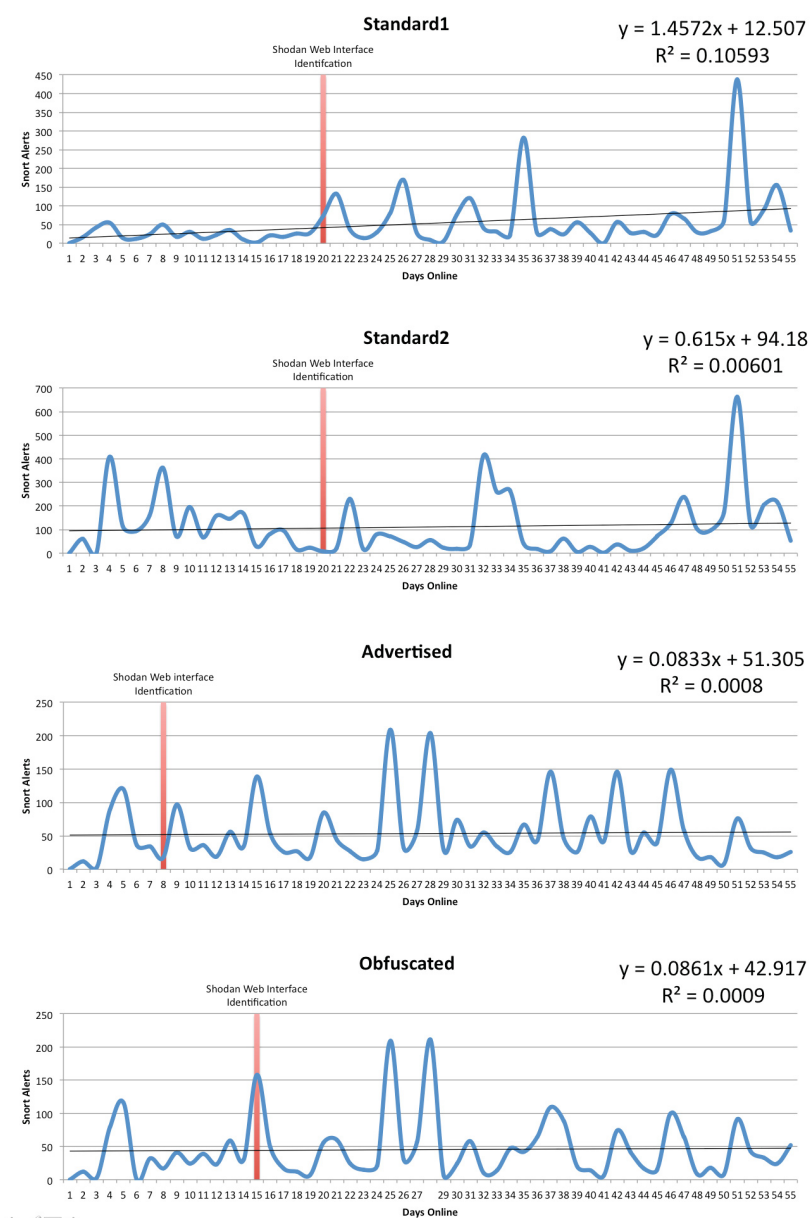 Standard1
y = 1.4572x + 12.507
R² = 0.10593
Shodan Web Interface
Identifcation
450
400
350
300
250
200
150
100
50
0
Snort Alerts
1 2 3 4 5 6 7 8 9 10 11 12 13 14 15 16 17 18 19 20 21 22 23 24 25 26 27 28 29 30 31 32 33 34 35 36 37 38 39 40 41 42 43 44 45 46 47 48 49 50 51 52 53 54 55
Days Online
Standard2
y = 0.615x + 94.18
R² = 0.00601
Shodan Web Interface
Identification
700
600
500
400
300
200
100
0
Snort Alerts
1 2 3 4 5 6 7 8 9 10 11 12 13 14 15 16 17 18 19 20 21 22 23 24 25 26 27 28 29 30 31 32 33 34 35 36 37 38 39 40 41 42 43 44 45 46 47 48 49 50 51 52 53 54 55
Days Online
Advertised
y = 0.0833x + 51.305
R² = 0.0008
Shodan Web interface
Identfication
250
200
150
100
50
0
Snort Alerts
1 2 3 4 5 6 7 8 9 10 11 12 13 14 15 16 17 18 19 20 21 22 23 24 25 26 27 28 29 30 31 32 33 34 35 36 37 38 39 40 41 42 43 44 45 46 47 48 49 50 51 52 53 54 55
Days Online
Obfuscated
y = 0.0861x + 42.917
R² = 0.0009
Shodan Web Interface
Identification
250
200
150
100
50
0
Snort Alerts
1 2 3 4 5 6 7 8 9 10 11 12 13 14 15 16 17 18 19 20 21 22 23 24 25 26 27 29 30 31 32 33 34 35 36 37 38 39 40 41 42 43 44 45 46 47 48 49 50 51 52 53 54 55
Days Online